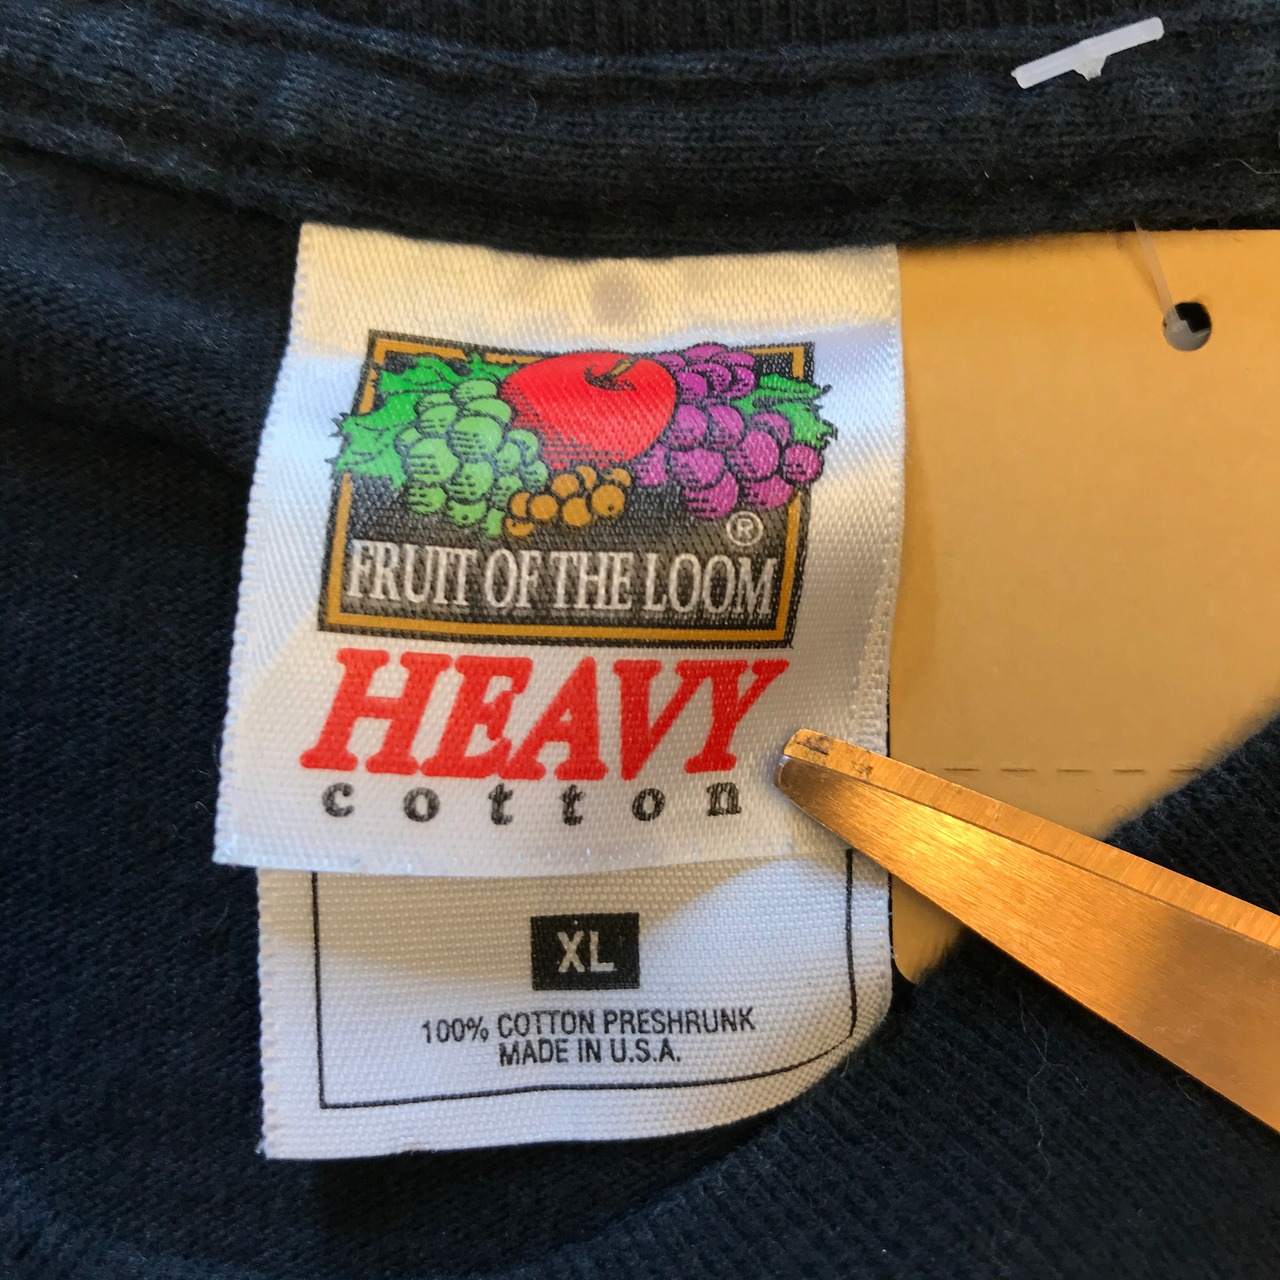 ®
FRUIT OF THE LOOM
HEAVY
cotton
XL
100% COTTON PRESHRUNK
MADE IN U.S.A.